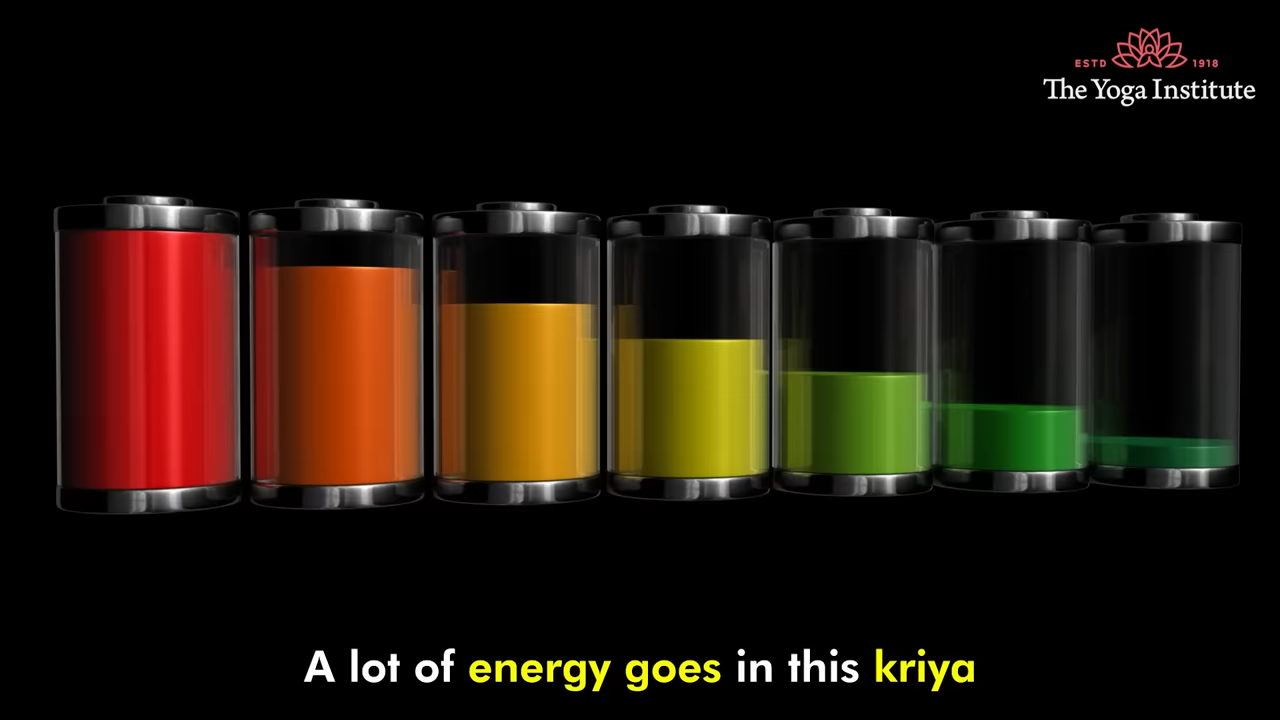 ESTD 1918
The Yoga Institute
A lot of energy goes in this kriya